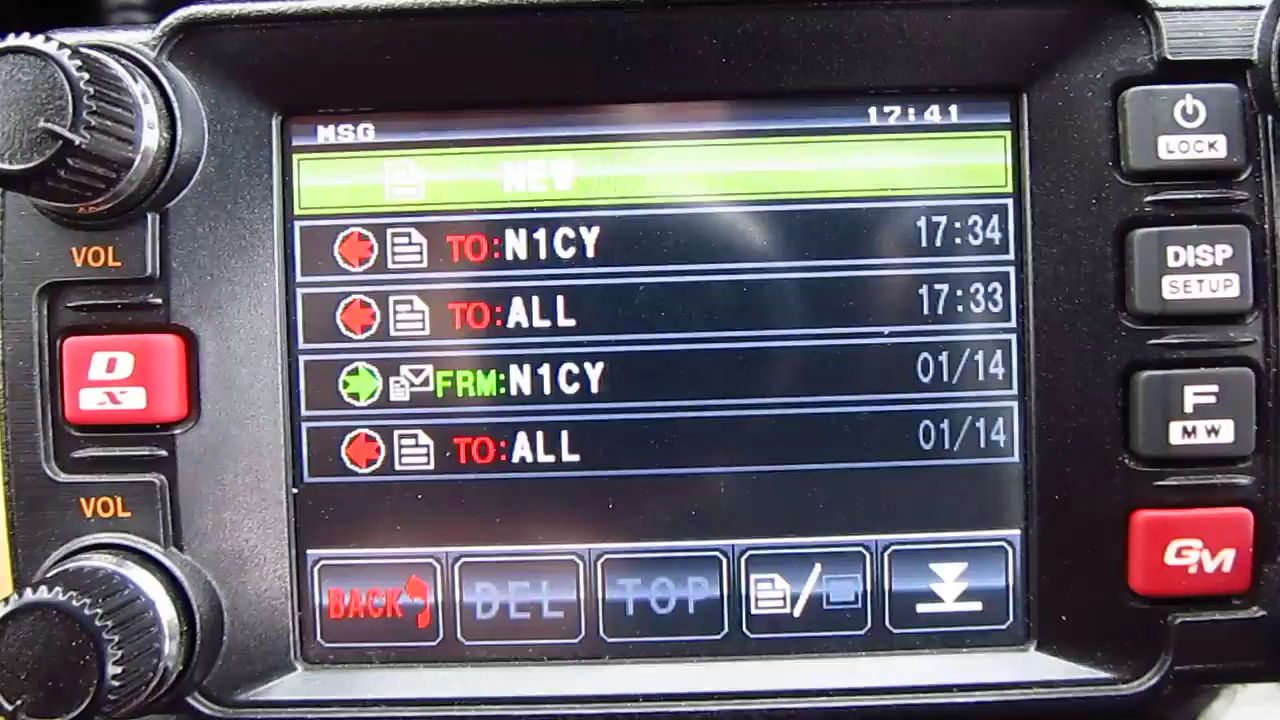 MSG 17:41
NEW
TO:N1CY 17:34
TO:ALL 17:33
FRM:N1CY 01/14
TO:ALL 01/14
BACK DEL TOP /
VOL
D
X
VOL
LOCK
DISP
SETUP
F
MW
GM